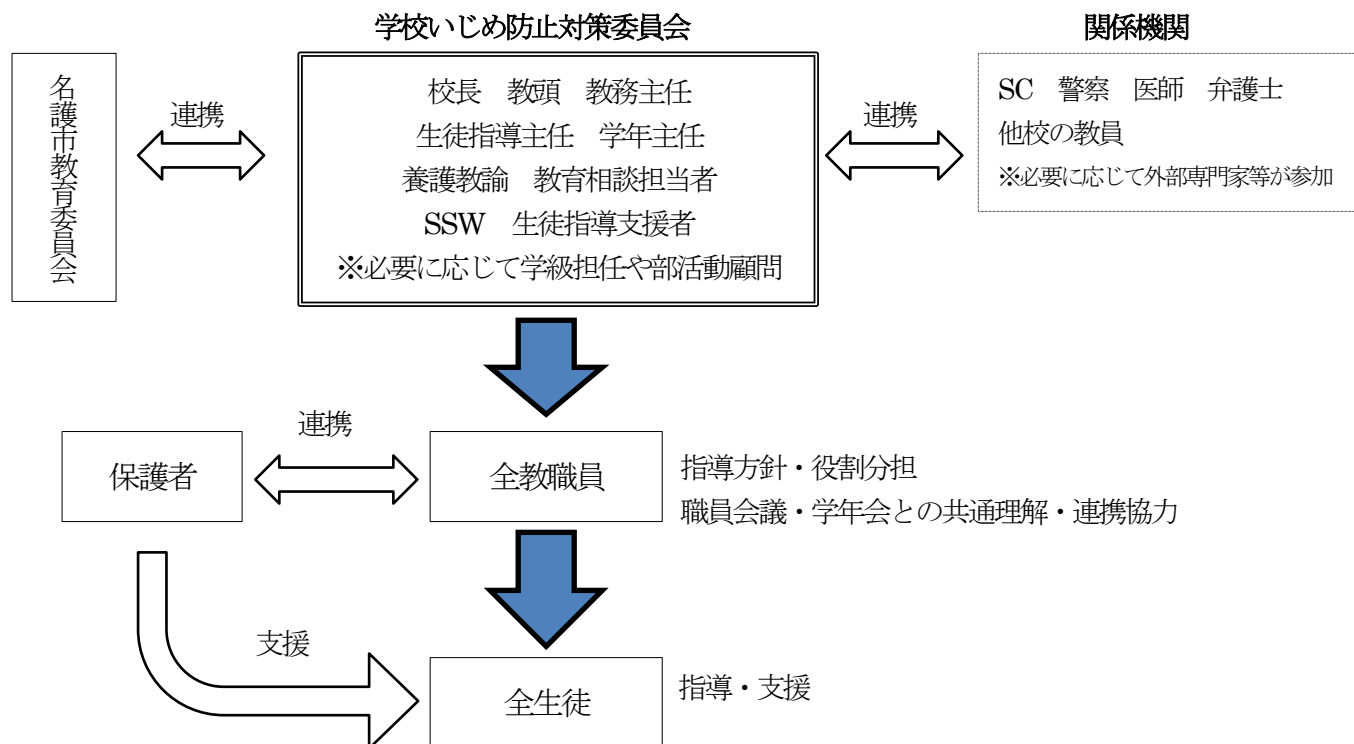 学校いじめ防止対策委員会
関係機関
名護市教育委員会
連携
校長　教頭　教務主任
生徒指導主任　学年主任
養護教諭　教育相談担当者
SSW　生徒指導支援者
※必要に応じて学級担任や部活動顧問
連携
SC　警察　医師　弁護士
他校の教員
※必要に応じて外部専門家等が参加
保護者
連携
全教職員
指導方針・役割分担
職員会議・学年会との共通理解・連携協力
支援
全生徒
指導・支援